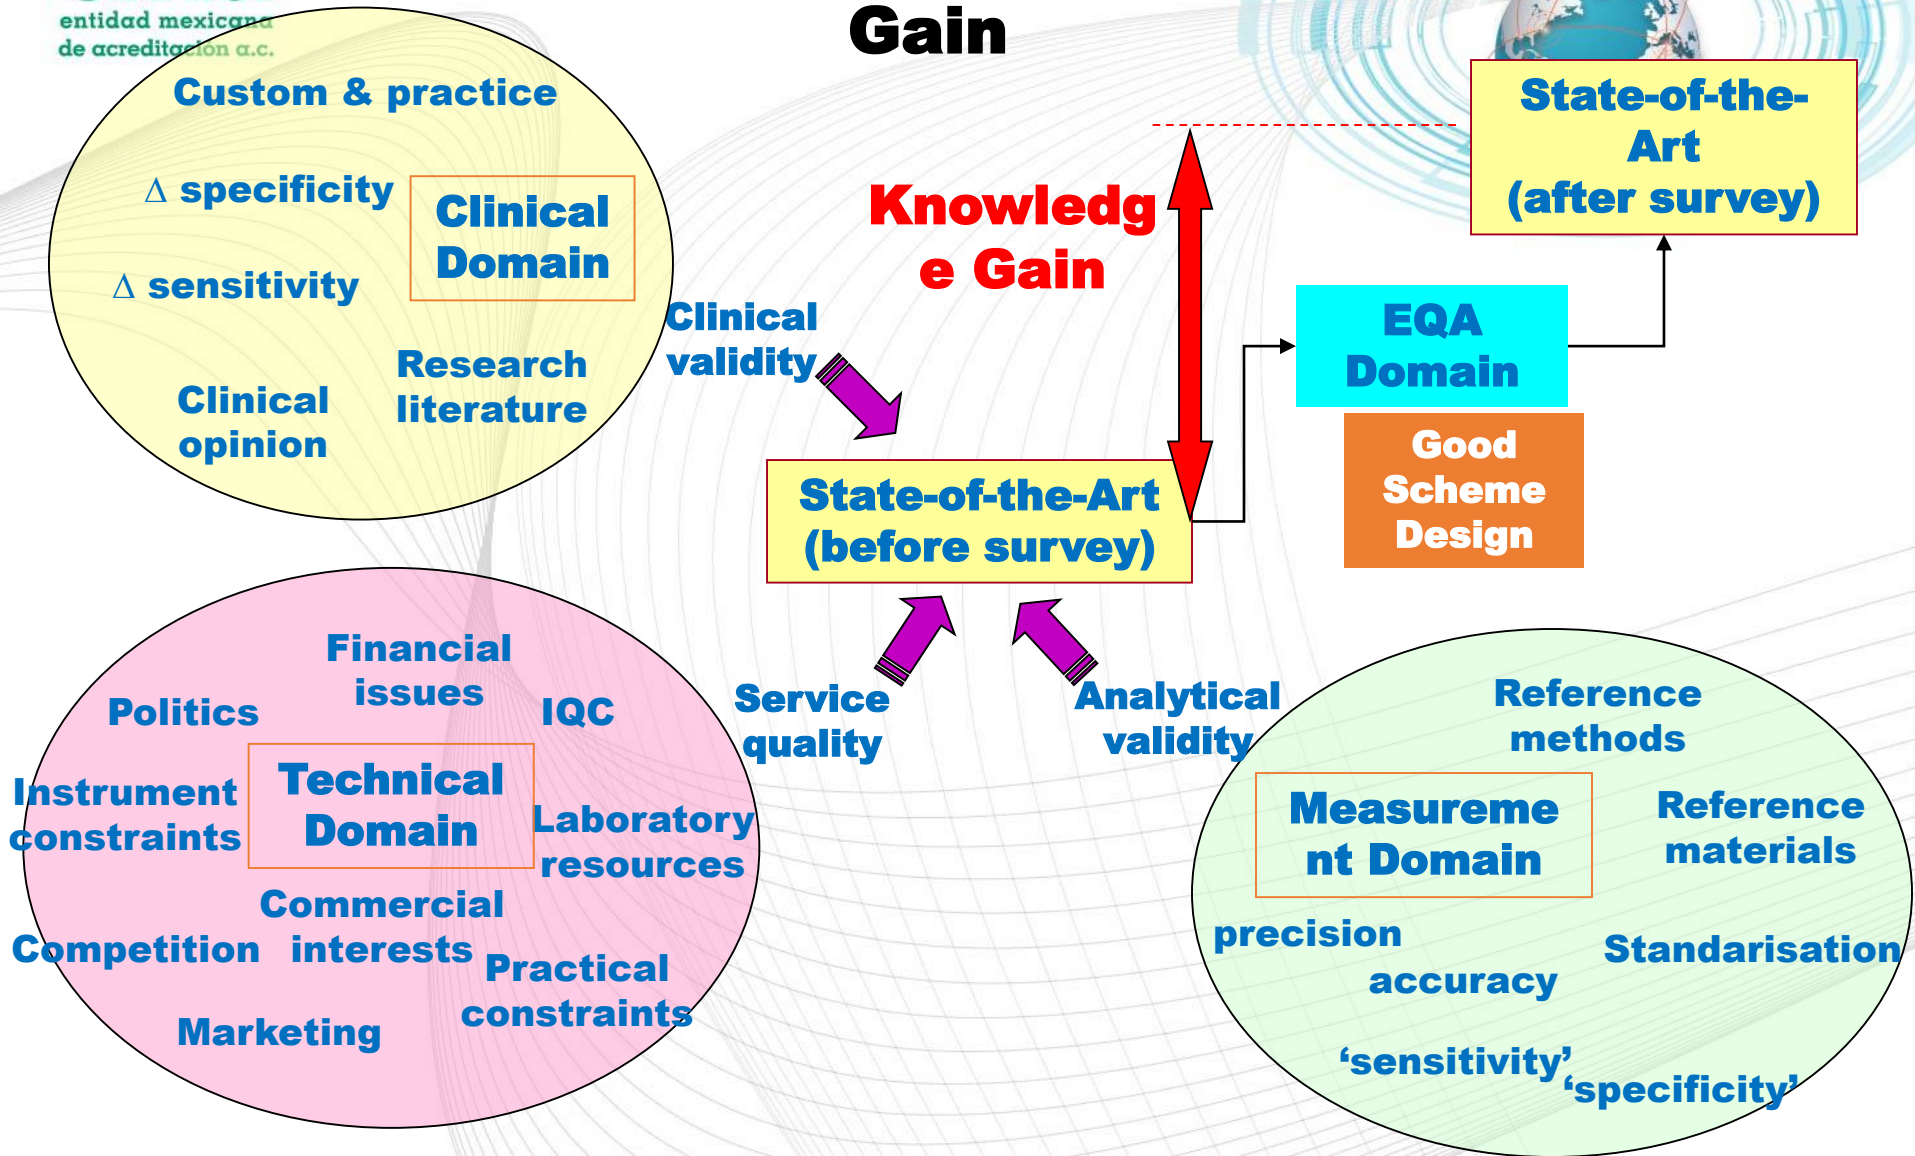 entidad mexicana
de acreditación a.c.
Gain
Custom & practice
Δ specificity
Clinical
Domain
Δ sensitivity
Research
literature
Clinical
opinion
Clinical
validity
Knowledg
e Gain
State-of-the-
Art
(after survey)
EQA
Domain
Good
Scheme
Design
State-of-the-Art
(before survey)
Service
quality
Analytical
validity
Financial
issues
Politics
IQC
Technical
Domain
Instrument
constraints
Laboratory
resources
Commercial
interests
Competition
Practical
constraints
Marketing
Reference
methods
Measureme
nt Domain
Reference
materials
precision
accuracy
Standarisation
‘sensitivity’
‘specificity’